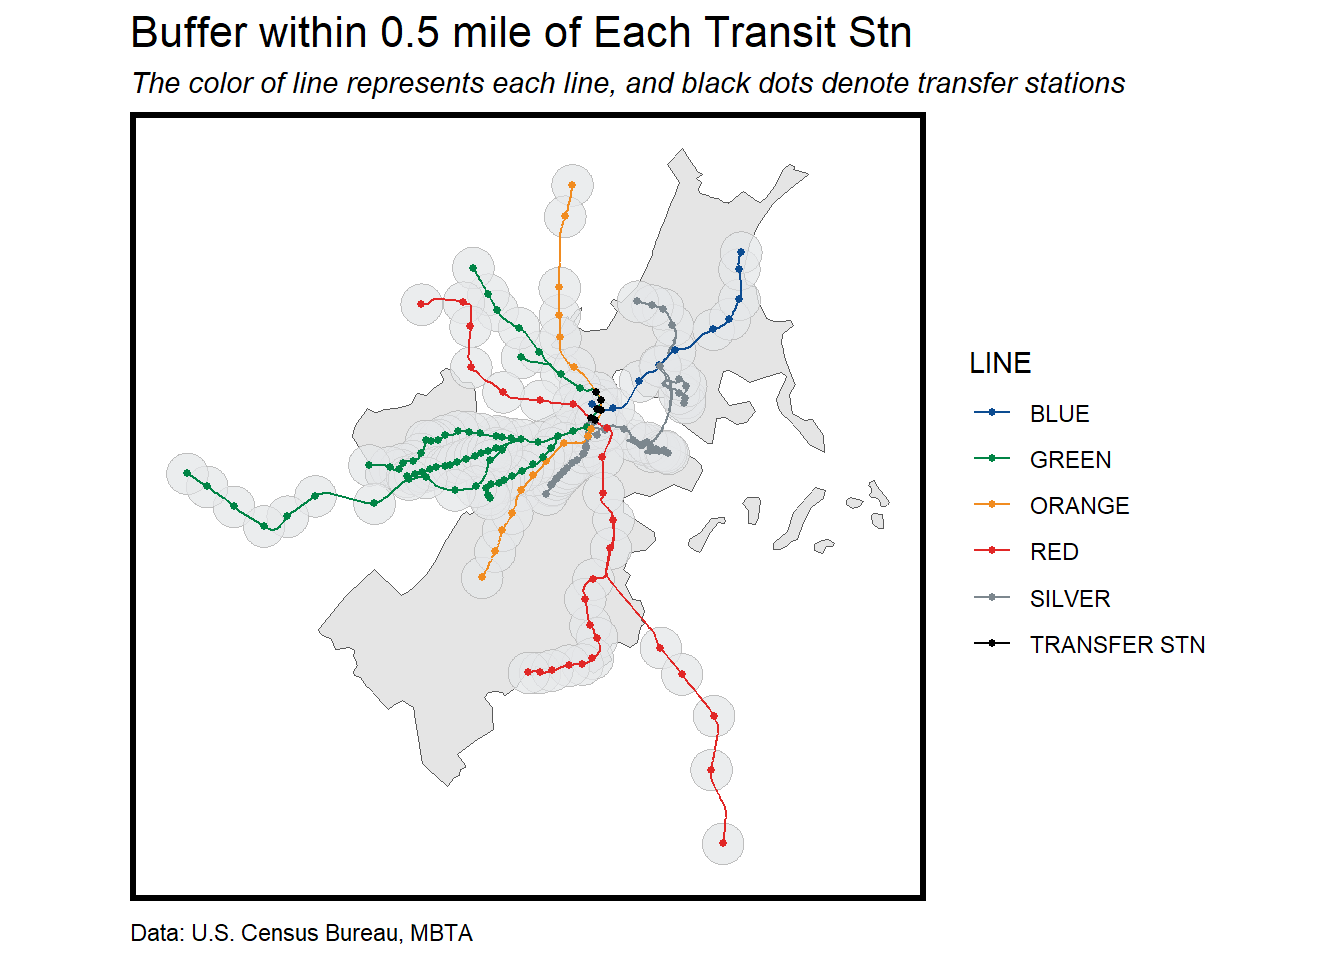 Buffer within 0.5 mile of Each Transit Stn
The color of line represents each line, and black dots denote transfer stations
LINE
BLUE
GREEN
ORANGE
RED
SILVER
TRANSFER STN
Data: U.S. Census Bureau, MBTA